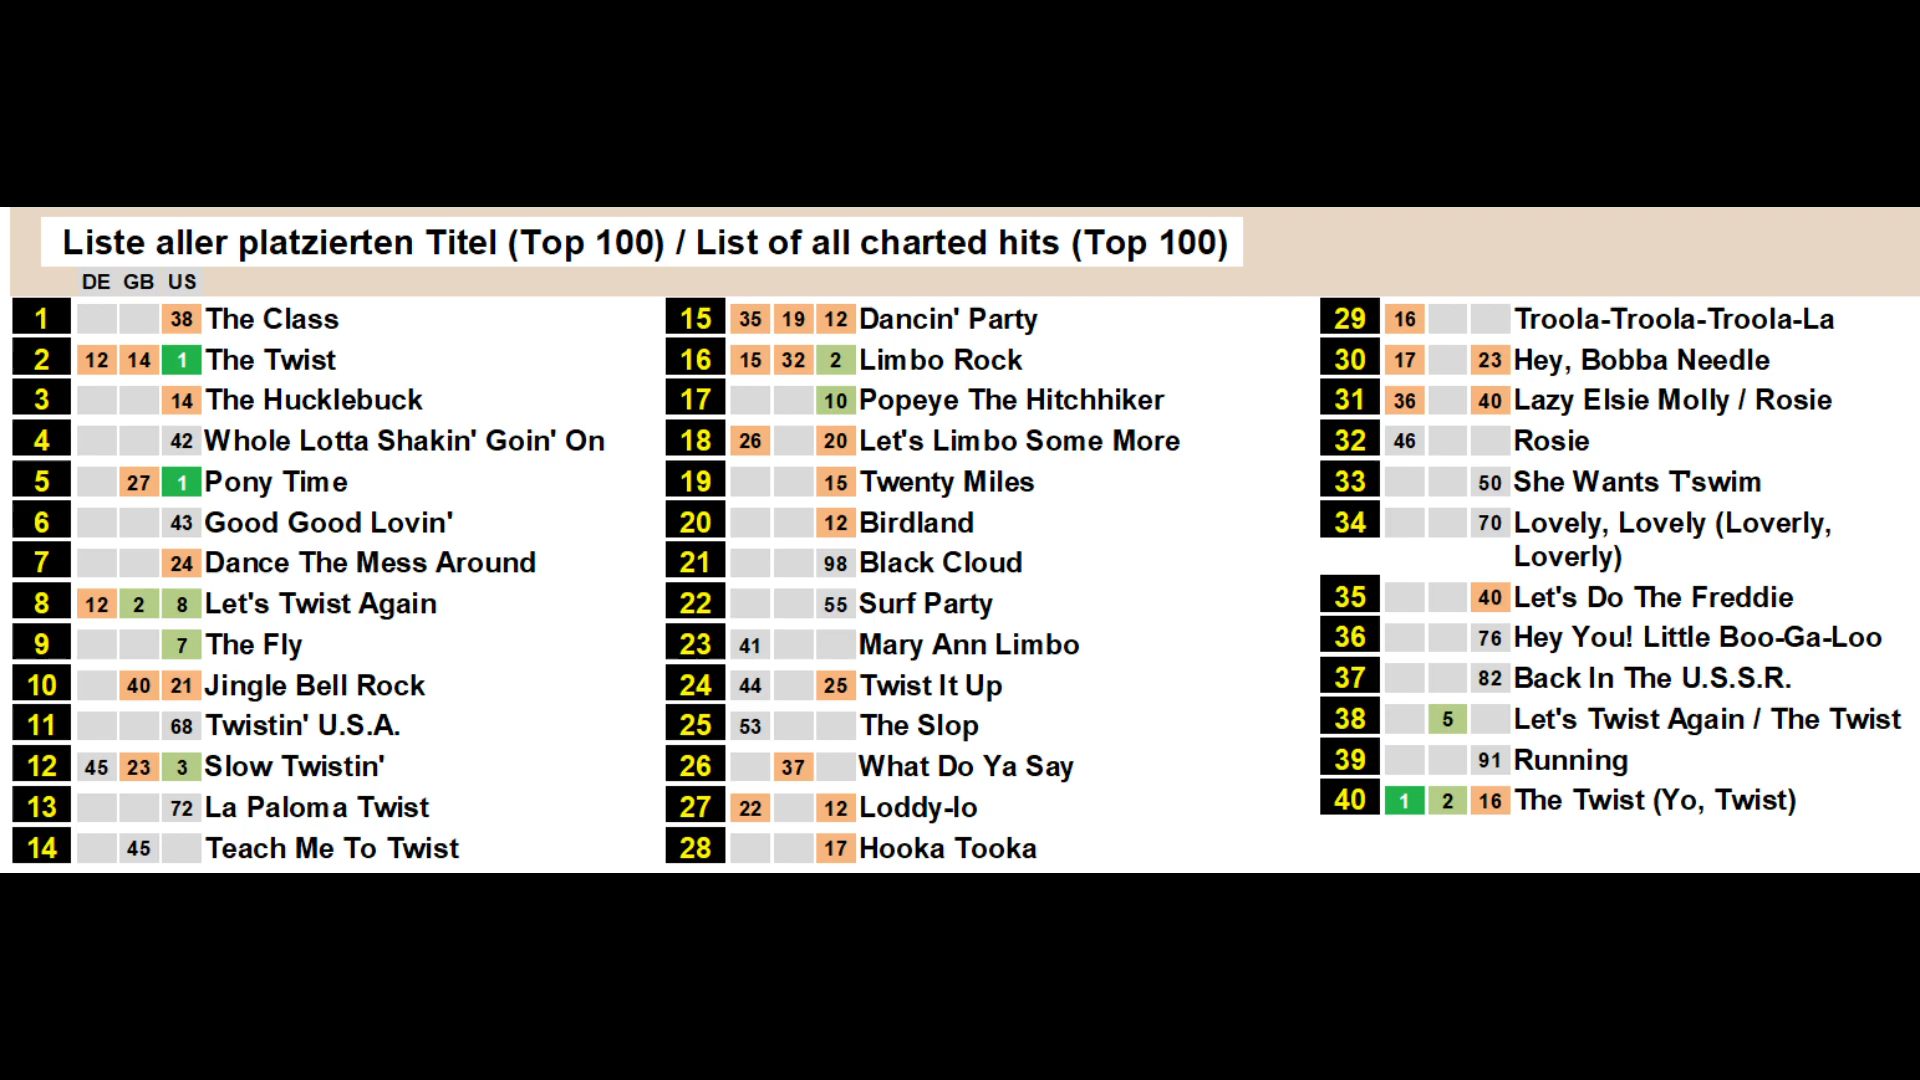 Liste aller platzierten Titel (Top 100) / List of all charted hits (Top 100)
DE GB US
1 38 The Class
2 12 14 1 The Twist
3 14 The Hucklebuck
4 42 Whole Lotta Shakin' Goin' On
5 27 1 Pony Time
6 43 Good Good Lovin'
7 24 Dance The Mess Around
8 12 2 8 Let's Twist Again
9 7 The Fly
10 40 21 Jingle Bell Rock
11 68 Twistin' U.S.A.
12 45 23 3 Slow Twistin'
13 72 La Paloma Twist
14 45 Teach Me To Twist
15 35 19 12 Dancin' Party
16 15 32 2 Limbo Rock
17 10 Popeye The Hitchhiker
18 26 20 Let's Limbo Some More
19 15 Twenty Miles
20 12 Birdland
21 98 Black Cloud
22 55 Surf Party
23 41 Mary Ann Limbo
24 44 25 Twist It Up
25 53 The Slop
26 37 What Do Ya Say
27 22 12 Loddy-lo
28 17 Hooka Tooka
29 16 Troola-Troola-Troola-La
30 17 23 Hey, Bobba Needle
31 36 40 Lazy Elsie Molly / Rosie
32 46 Rosie
33 50 She Wants T'swim
34 70 Lovely, Lovely (Loverly,
Loverly)
35 40 Let's Do The Freddie
36 76 Hey You! Little Boo-Ga-Loo
37 82 Back In The U.S.S.R.
38 5 Let's Twist Again / The Twist
39 91 Running
40 1 2 16 The Twist (Yo, Twist)